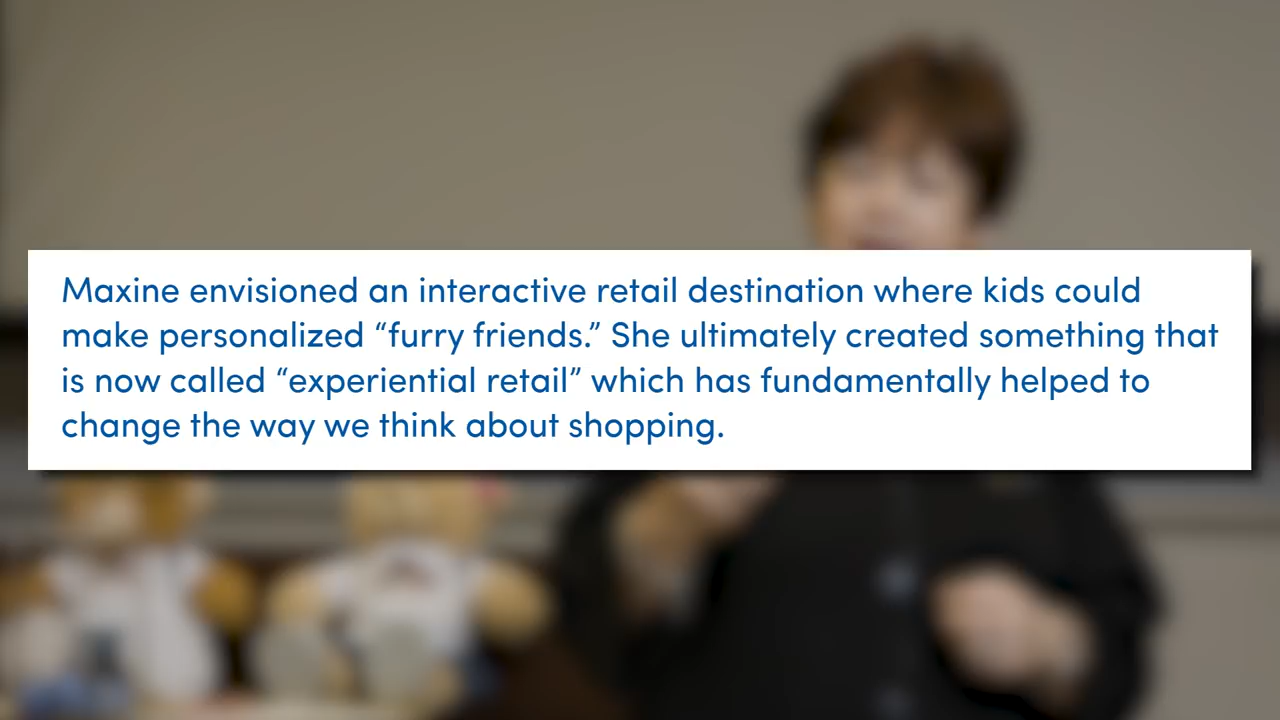 Maxine envisioned an interactive retail destination where kids could
make personalized “furry friends.” She ultimately created something that
is now called “experiential retail” which has fundamentally helped to
change the way we think about shopping.